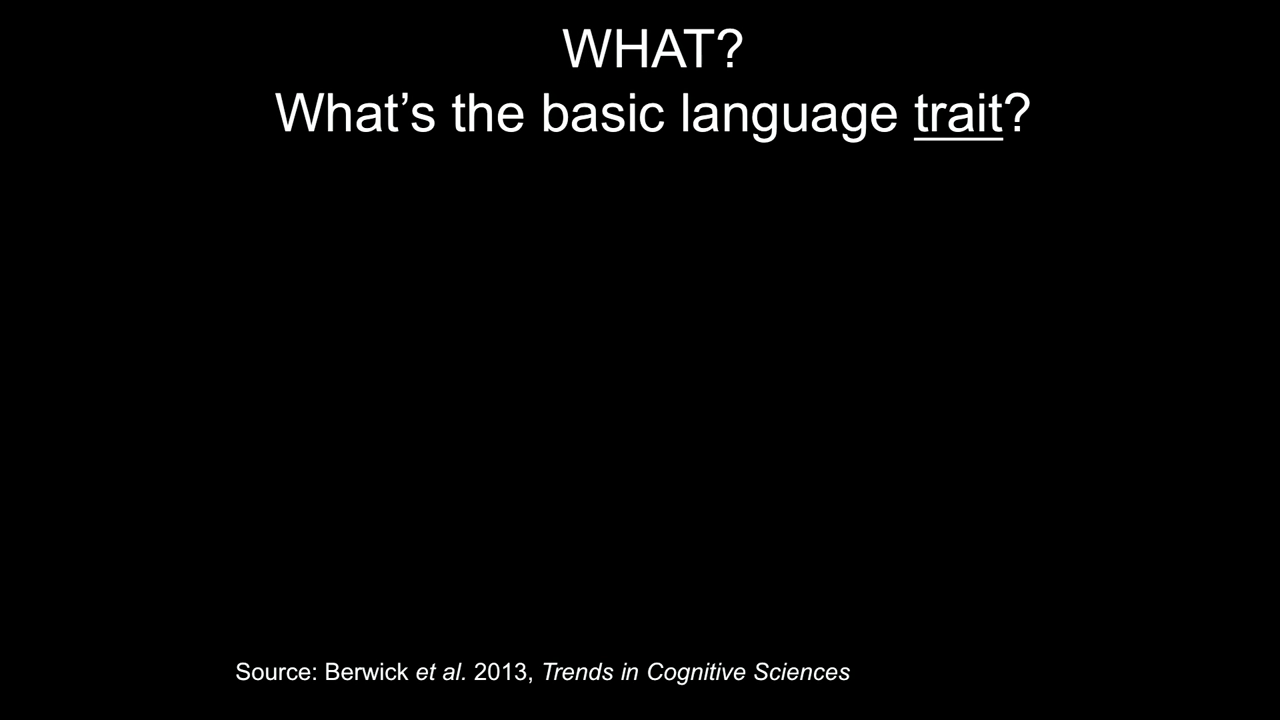 WHAT?
What’s the basic language trait?
Source: Berwick et al. 2013, Trends in Cognitive Sciences